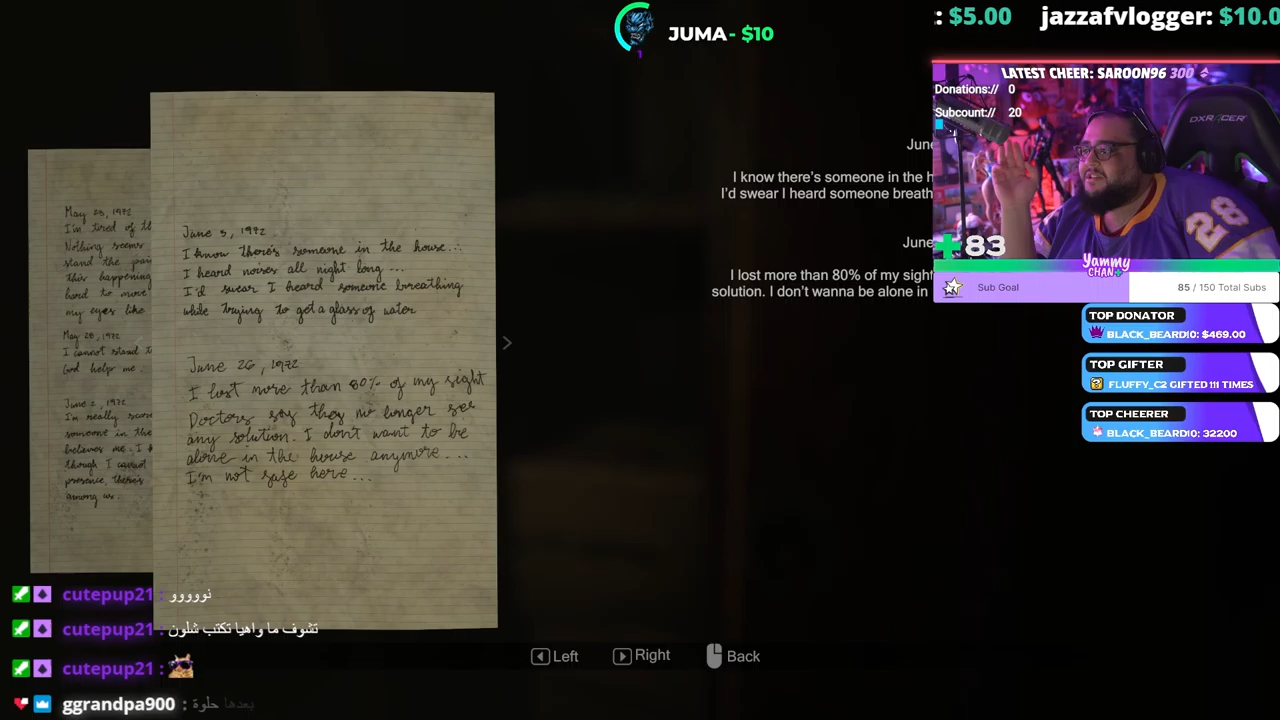 : $5.00 jazzafvlogger: $10.0
JUMA- $10
1
LATEST CHEER: SAROON96 300
Donations:// 0
Subcount:// 20
DXRACER
28
83
Yammy
CHAN+
Sub Goal 85 / 150 Total Subs
TOP DONATOR
BLACK_BEARD10: $469.00
TOP GIFTER
FLUFFY_C2 GIFTED 111 TIMES
TOP CHEERER
BLACK_BEARD10: 32200
May 25, 1972
I'm tired of th
Nothing seems
stand the pai
this happening
hard to move
my eyes like
May 28, 1972
I cannot stand t
God help me.
June 2, 1972
I'm really scare
someone in the
believes me. I
though I cannot
presence, there's
among us.
June 5, 1972
I know there's someone in the house...
I heard noises all night long...
I'd swear I heard someone breathing
while trying to get a glass of water
June 26, 1972
I lost more than 80% of my sight
Doctors say they no longer see
any solution. I don't want to be
alone in the house anymore....
I'm not safe here...
June
I know there's someone in the h
I'd swear I heard someone breath
June
I lost more than 80% of my sight
solution. I don't wanna be alone in
Left Right Back
cutepup21 : نووووو
cutepup21 : تشوف ما واهيا تكتب شلون
cutepup21 :
ggrandpa900 : بعدها حلوة